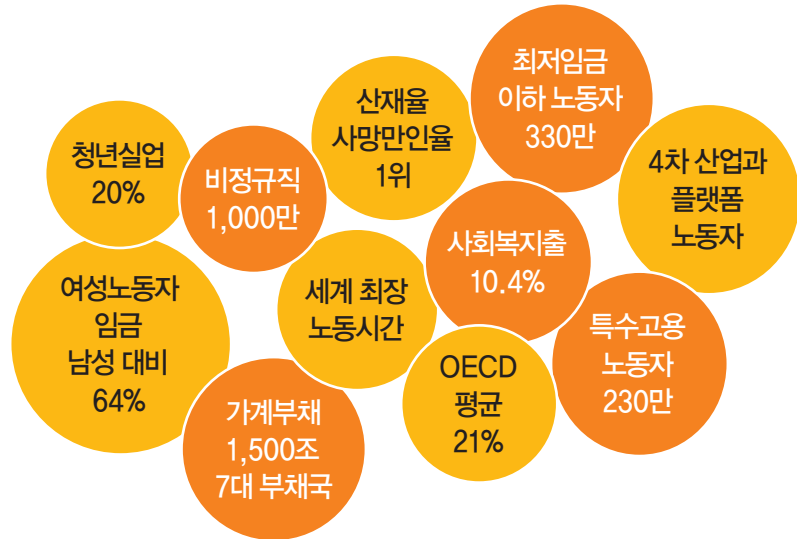 청년실업
20%
비정규직
1,000만
산재율
사망만인율
1위
최저임금
이하 노동자
330만
4차 산업과
플랫폼
노동자
여성노동자
임금
남성 대비
64%
세계 최장
노동시간
사회복지출
10.4%
특수고용
노동자
230만
가계부채
1,500조
7대 부채국
OECD
평균
21%